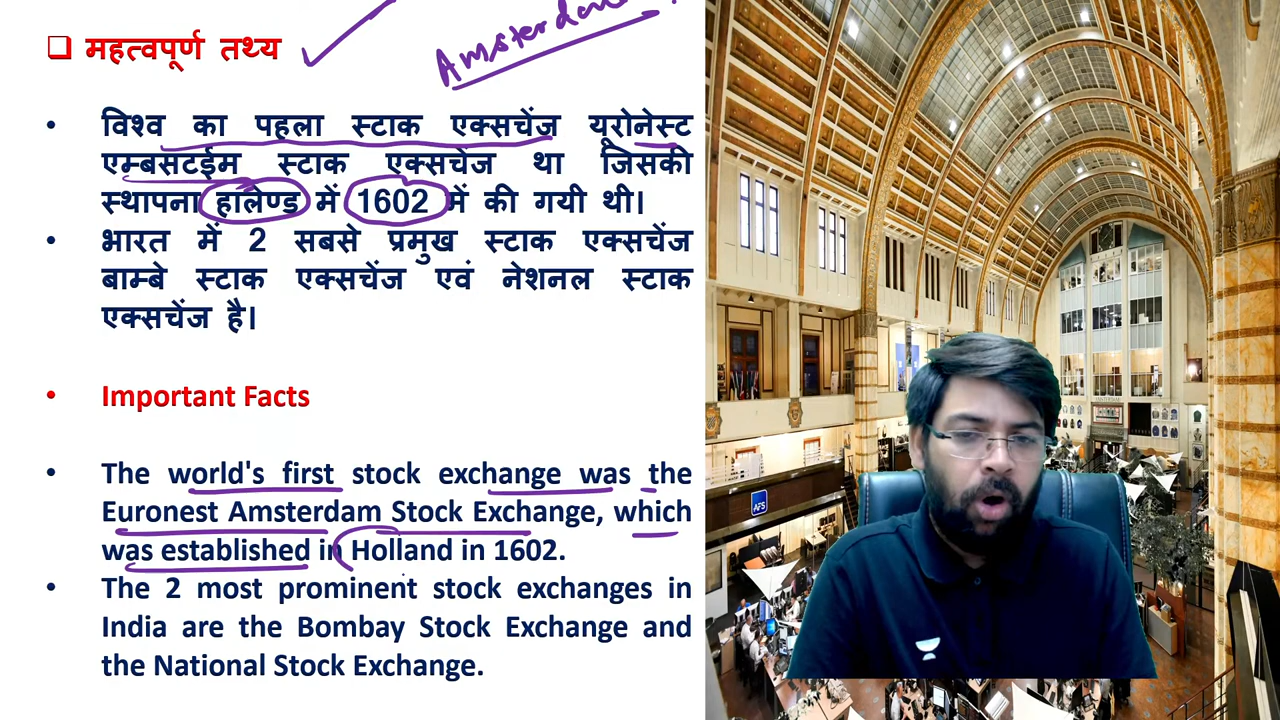 Amsterdam
❑ महत्वपूर्ण तथ्य
• विश्व का पहला स्टाक एक्सचेंज यूरोनेस्ट
एम्बसटईम स्टाक एक्सचेंज था जिसकी
स्थापना हालैण्ड में 1602 में की गयी थी।
• भारत में 2 सबसे प्रमुख स्टाक एक्सचेंज
बाम्बे स्टाक एक्सचेंज एवं नेशनल स्टाक
एक्सचेंज है।
• Important Facts
• The world's first stock exchange was the
Euronest Amsterdam Stock Exchange, which
was established in Holland in 1602.
• The 2 most prominent stock exchanges in
India are the Bombay Stock Exchange and
the National Stock Exchange.
AFS